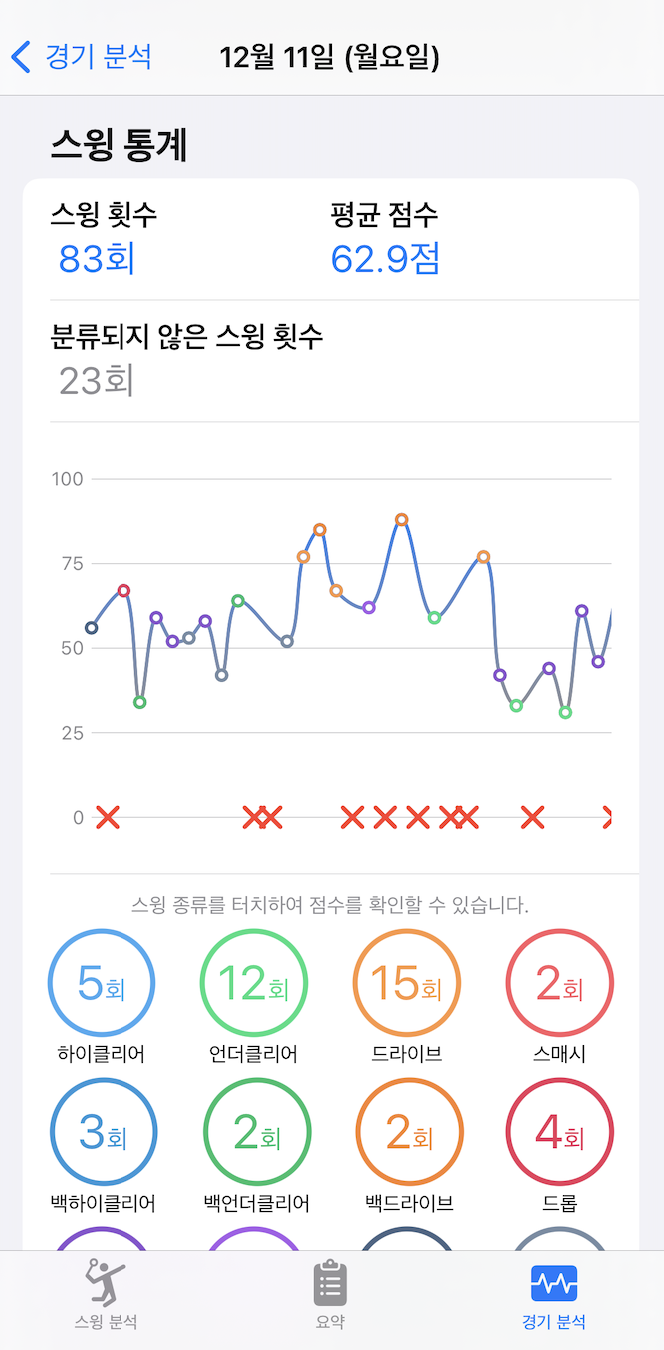 경기 분석
12월 11일 (월요일)
스윙 통계
스윙 횟수 평균 점수
83회 62.9점
분류되지 않은 스윙 횟수
23회
100
75
50
25
0
스윙 종류를 터치하여 점수를 확인할 수 있습니다.
5회 12회 15회 2회
하이클리어 언더클리어 드라이브 스매시
3회 2회 2회 4회
백하이클리어 백언더클리어 백드라이브 드롭
스윙 분석 요약 경기 분석